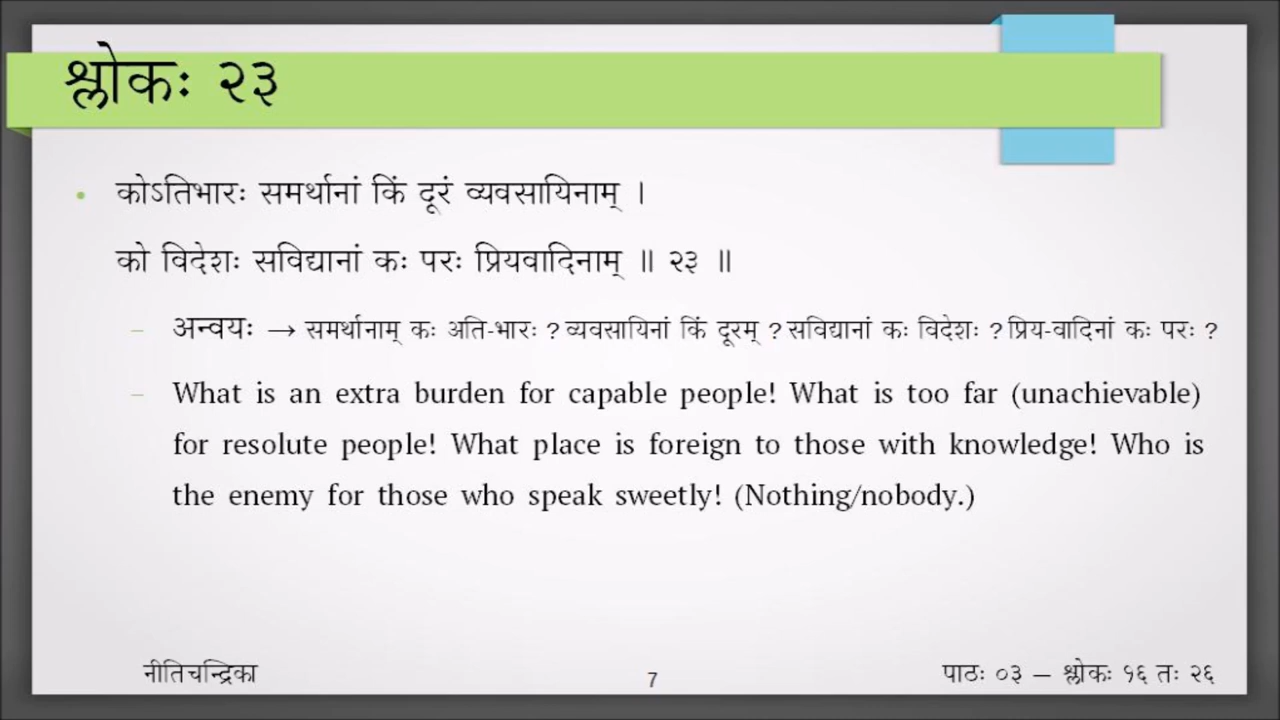 श्लोकः २३
• कोऽतिभारः समर्थानां किं दूरं व्यवसायिनाम् ।
को विदेशः सविद्यानां कः परः प्रियवादिनाम् ॥ २३ ॥
– अन्वयः → समर्थानाम् कः अति-भारः ? व्यवसायिनां किं दूरम् ? सविद्यानां कः विदेशः ? प्रिय-वादिनां कः परः ?
– What is an extra burden for capable people! What is too far (unachievable)
for resolute people! What place is foreign to those with knowledge! Who is
the enemy for those who speak sweetly! (Nothing/nobody.)
नीतिचन्द्रिका
7
पाठः ०३ – श्लोकः १६ तः २६